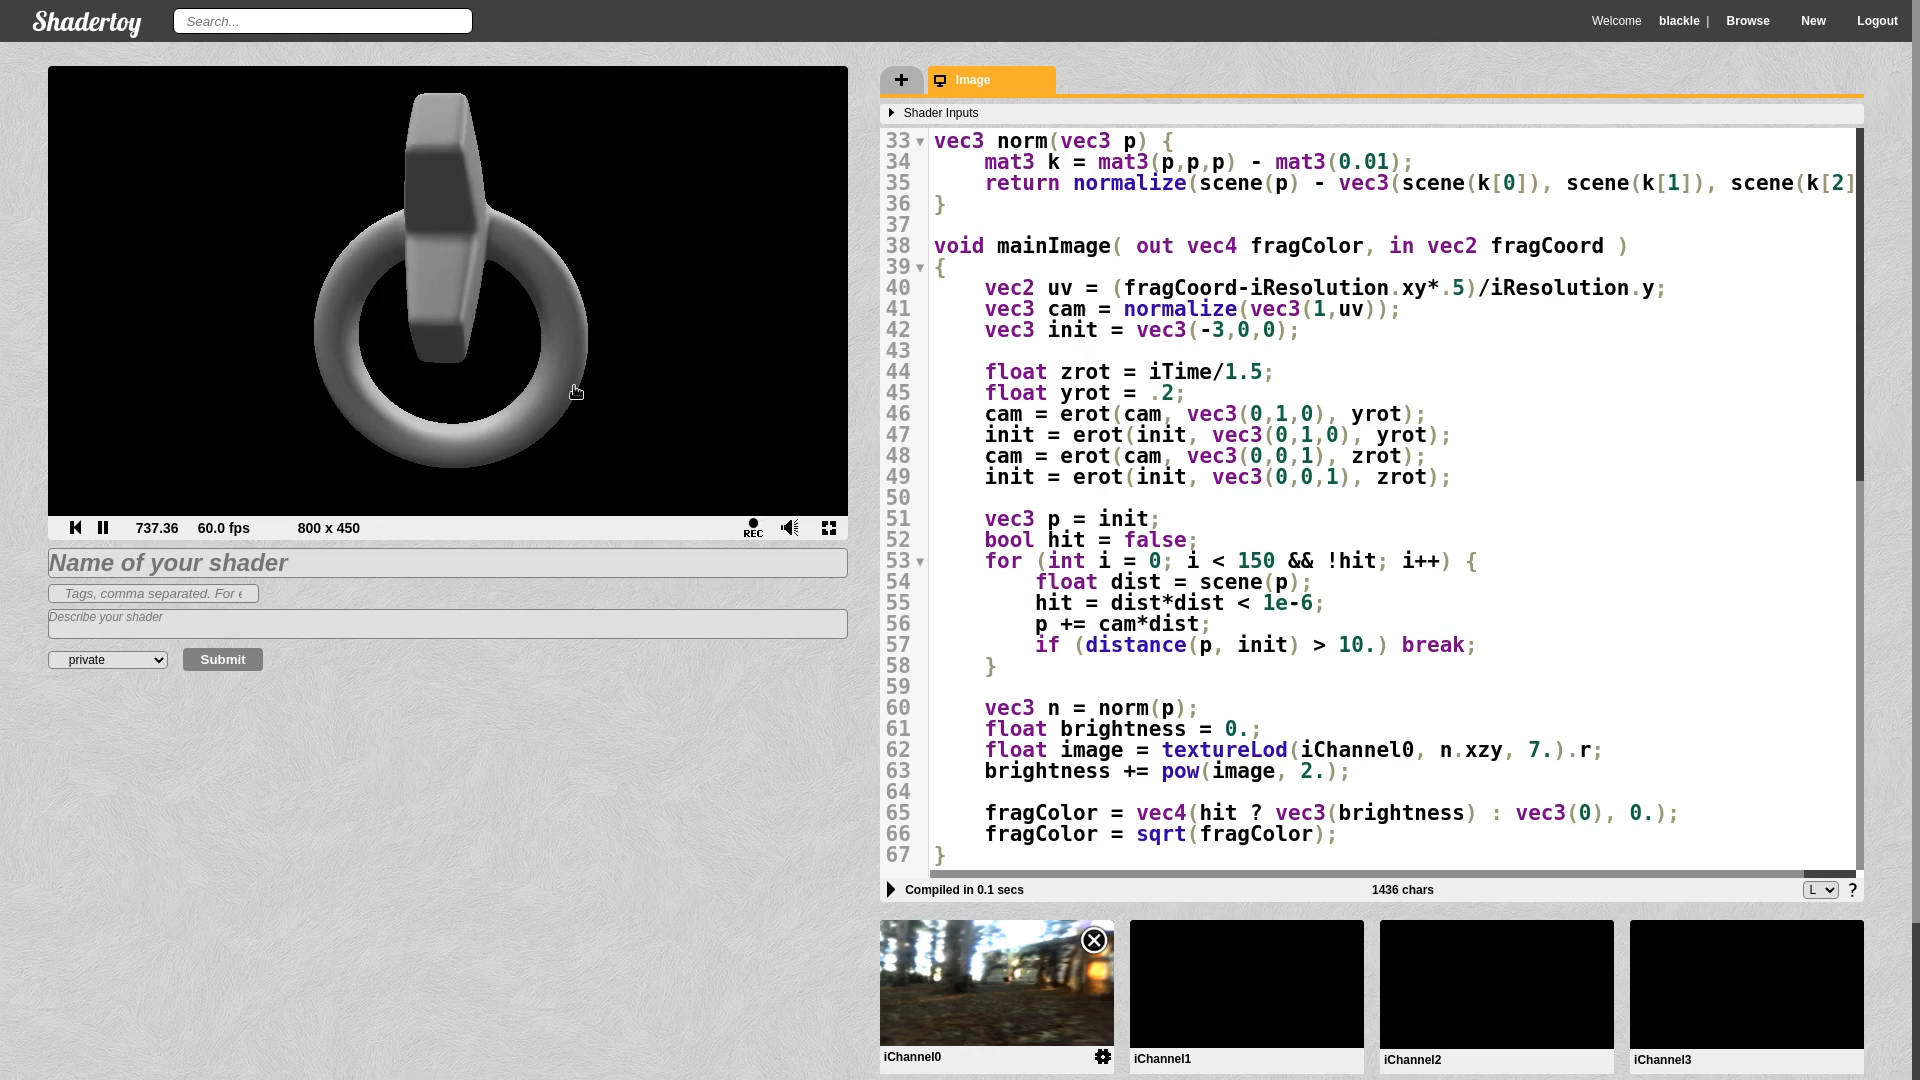 Shadertoy
Search...
Welcome blackle | Browse New Logout
Image
Shader Inputs
33 vec3 norm(vec3 p) {
34     mat3 k = mat3(p,p,p) - mat3(0.01);
35     return normalize(scene(p) - vec3(scene(k[0]), scene(k[1]), scene(k[2]
36 }
37
38 void mainImage( out vec4 fragColor, in vec2 fragCoord )
39 {
40     vec2 uv = (fragCoord-iResolution.xy*.5)/iResolution.y;
41     vec3 cam = normalize(vec3(1,uv));
42     vec3 init = vec3(-3,0,0);
43
44     float zrot = iTime/1.5;
45     float yrot = .2;
46     cam = erot(cam, vec3(0,1,0), yrot);
47     init = erot(init, vec3(0,1,0), yrot);
48     cam = erot(cam, vec3(0,0,1), zrot);
49     init = erot(init, vec3(0,0,1), zrot);
50
51     vec3 p = init;
52     bool hit = false;
53     for (int i = 0; i < 150 && !hit; i++) {
54         float dist = scene(p);
55         hit = dist*dist < 1e-6;
56         p += cam*dist;
57         if (distance(p, init) > 10.) break;
58     }
59
60     vec3 n = norm(p);
61     float brightness = 0.;
62     float image = textureLod(iChannel0, n.xzy, 7.).r;
63     brightness += pow(image, 2.);
64
65     fragColor = vec4(hit ? vec3(brightness) : vec3(0), 0.);
66     fragColor = sqrt(fragColor);
67 }
737.36 60.0 fps 800 x 450 REC
Name of your shader
Tags, comma separated. For e
Describe your shader
private Submit
Compiled in 0.1 secs 1436 chars L ?
iChannel0 iChannel1 iChannel2 iChannel3